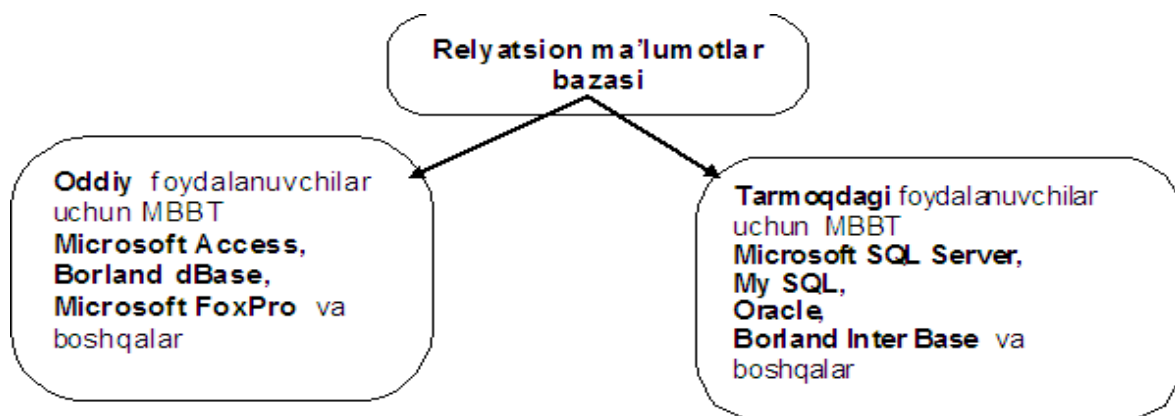 Relyatsion ma'lumotlar
bazasi
Oddiy foydalanuvchilar
uchun MBBT
Microsoft Access,
Borland dBase,
Microsoft FoxPro va
boshqalar
Tarmoqdagi foydalanuvchilar
uchun MBBT
Microsoft SQL Server,
My SQL,
Oracle,
Borland Inter Base va
boshqalar